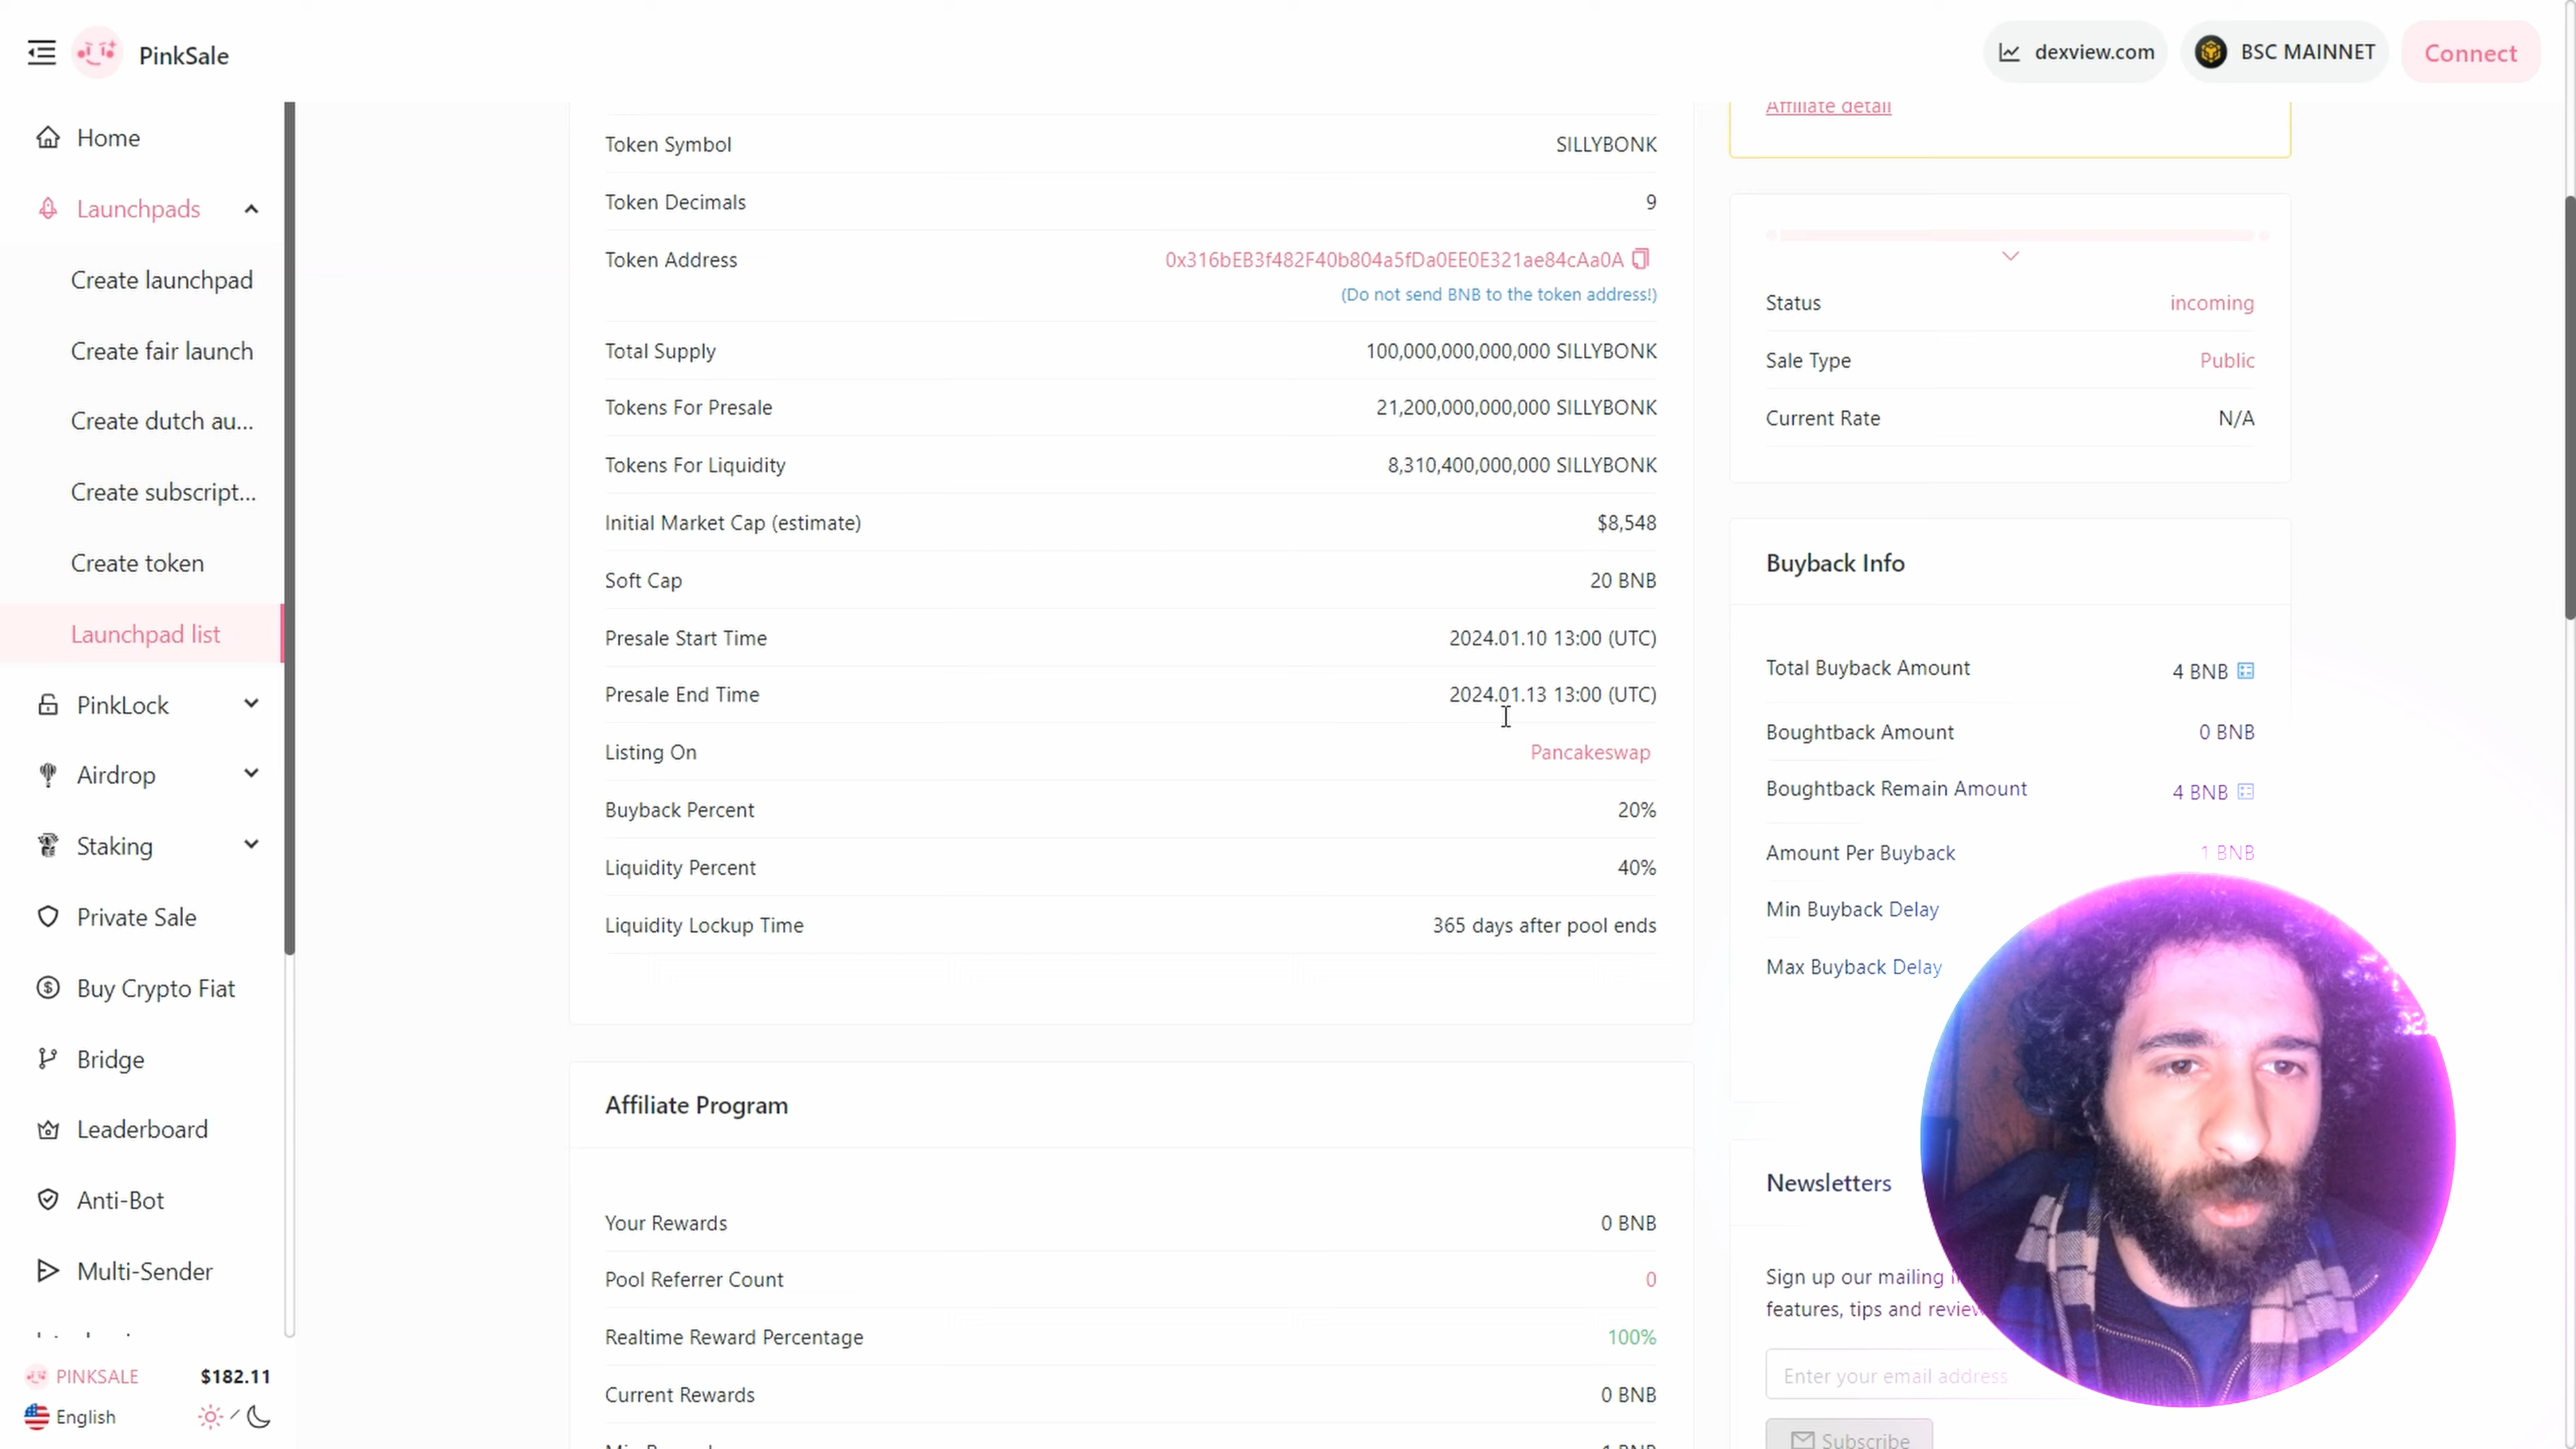 PinkSale
dexview.com
BSC MAINNET
Connect
Home
Launchpads
Create launchpad
Create fair launch
Create dutch au...
Create subscript...
Create token
Launchpad list
PinkLock
Airdrop
Staking
Private Sale
Buy Crypto Fiat
Bridge
Leaderboard
Anti-Bot
Multi-Sender
PINKSALE $182.11
English
Token Symbol SILLYBONK
Token Decimals 9
Token Address 0x316bEB3f482F40b804a5fDa0EE0E321ae84cAa0A
(Do not send BNB to the token address!)
Total Supply 100,000,000,000,000 SILLYBONK
Tokens For Presale 21,200,000,000,000 SILLYBONK
Tokens For Liquidity 8,310,400,000,000 SILLYBONK
Initial Market Cap (estimate) $8,548
Soft Cap 20 BNB
Presale Start Time 2024.01.10 13:00 (UTC)
Presale End Time 2024.01.13 13:00 (UTC)
Listing On Pancakeswap
Buyback Percent 20%
Liquidity Percent 40%
Liquidity Lockup Time 365 days after pool ends
Affiliate Program
Your Rewards 0 BNB
Pool Referrer Count 0
Realtime Reward Percentage 100%
Current Rewards 0 BNB
Affiliate detail
Status incoming
Sale Type Public
Current Rate N/A
Buyback Info
Total Buyback Amount 4 BNB
Boughtback Amount 0 BNB
Boughtback Remain Amount 4 BNB
Amount Per Buyback 1 BNB
Min Buyback Delay
Max Buyback Delay
Newsletters
Sign up our mailing
features, tips and
Enter your email address
Subscribe